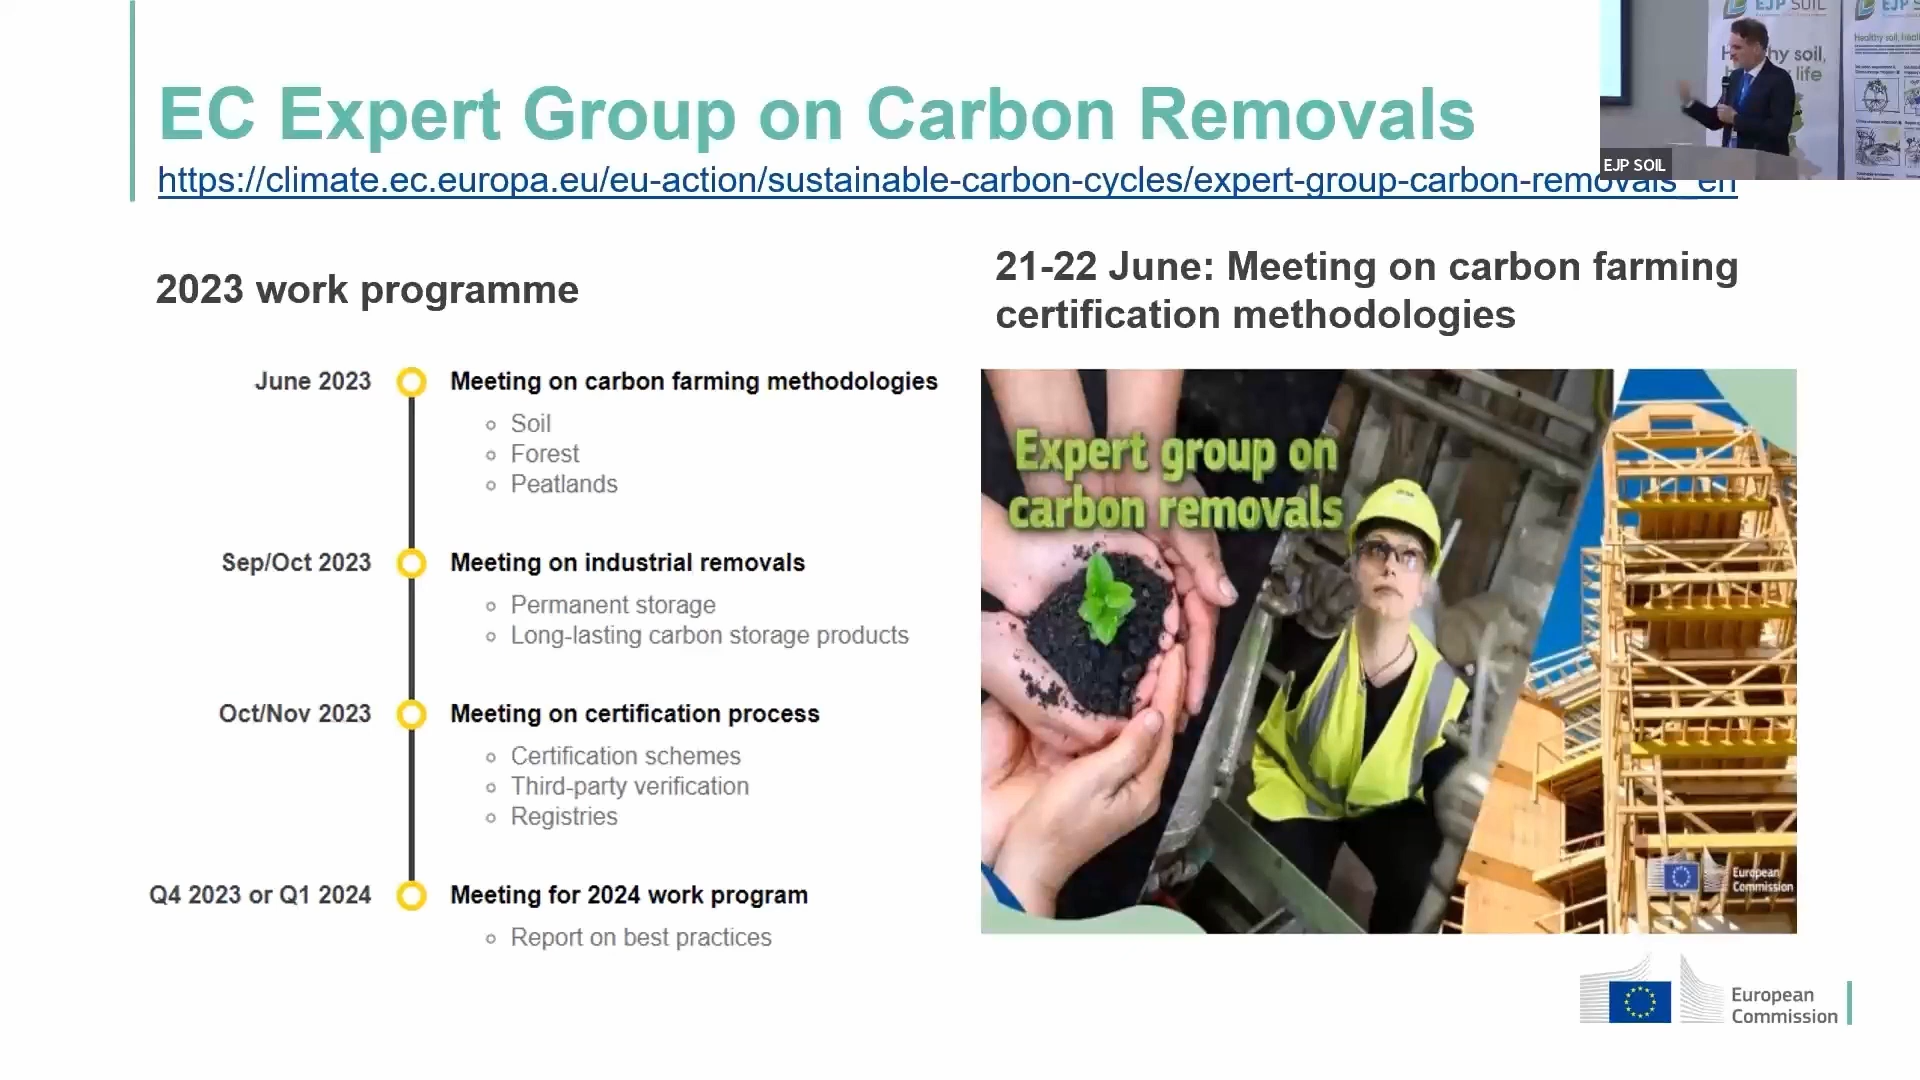 EC Expert Group on Carbon Removals
https://climate.ec.europa.eu/eu-action/sustainable-carbon-cycles/expert-group-carbon-removals_en
2023 work programme
June 2023
Meeting on carbon farming methodologies
Soil
Forest
Peatlands
Sep/Oct 2023
Meeting on industrial removals
Permanent storage
Long-lasting carbon storage products
Oct/Nov 2023
Meeting on certification process
Certification schemes
Third-party verification
Registries
Q4 2023 or Q1 2024
Meeting for 2024 work program
Report on best practices
21-22 June: Meeting on carbon farming
certification methodologies
Expert group on
carbon removals
European
Commission
European
Commission
EJP SOIL
EJP SOIL
life